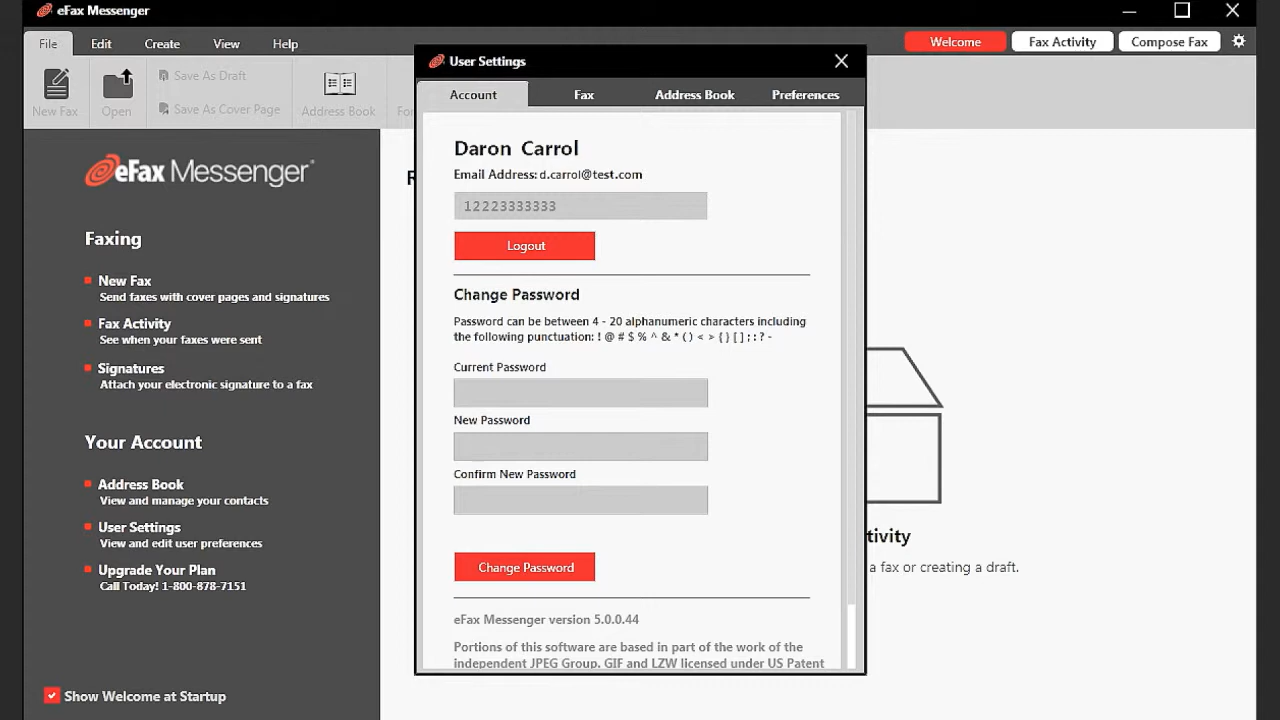 eFax Messenger
File Edit Create View Help
Welcome Fax Activity Compose Fax
New Fax
Open
Save As Draft
Save As Cover Page
Address Book
eFax Messenger
Faxing
New Fax
Send faxes with cover pages and signatures
Fax Activity
See when your faxes were sent
Signatures
Attach your electronic signature to a fax
Your Account
Address Book
View and manage your contacts
User Settings
View and edit user preferences
Upgrade Your Plan
Call Today! 1-800-878-7151
Show Welcome at Startup
User Settings
Account Fax Address Book Preferences
Daron Carrol
Email Address: d.carrol@test.com
12223333333
Logout
Change Password
Password can be between 4 - 20 alphanumeric characters including
the following punctuation: ! @ # $ % ^ & * ( ) < > { } [ ] ; : ? -
Current Password
New Password
Confirm New Password
Change Password
eFax Messenger version 5.0.0.44
Portions of this software are based in part of the work of the
independent JPEG Group. GIF and LZW licensed under US Patent
tivity
a fax or creating a draft.